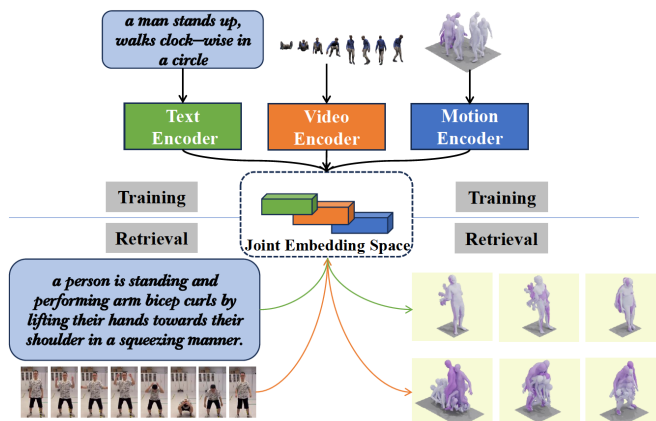 a man stands up,
walks clock—wise in
a circle
Text
Encoder
Video
Encoder
Motion
Encoder
Training
Training
Retrieval
Joint Embedding Space
Retrieval
a person is standing and
performing arm bicep curls by
lifting their hands towards their
shoulder in a squeezing manner.